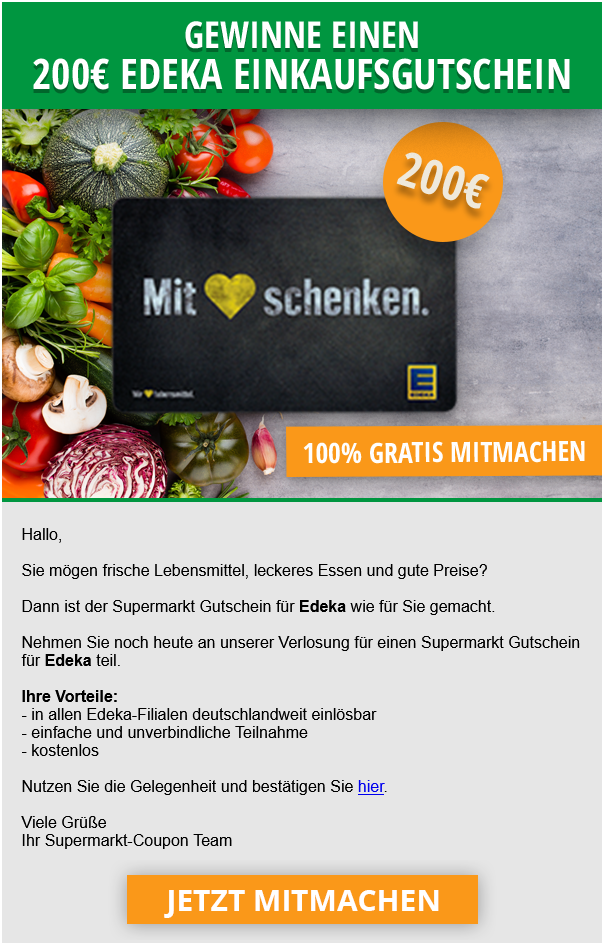 GEWINNE EINEN
200€ EDEKA EINKAUFSGUTSCHEIN
200€
Mit schenken.
Wir lebensmittel.
E
EDEKA
100% GRATIS MITMACHEN
Hallo,
Sie mögen frische Lebensmittel, leckeres Essen und gute Preise?
Dann ist der Supermarkt Gutschein für Edeka wie für Sie gemacht.
Nehmen Sie noch heute an unserer Verlosung für einen Supermarkt Gutschein
für Edeka teil.
Ihre Vorteile:
- in allen Edeka-Filialen deutschlandweit einlösbar
- einfache und unverbindliche Teilnahme
- kostenlos
Nutzen Sie die Gelegenheit und bestätigen Sie hier.
Viele Grüße
Ihr Supermarkt-Coupon Team
JETZT MITMACHEN